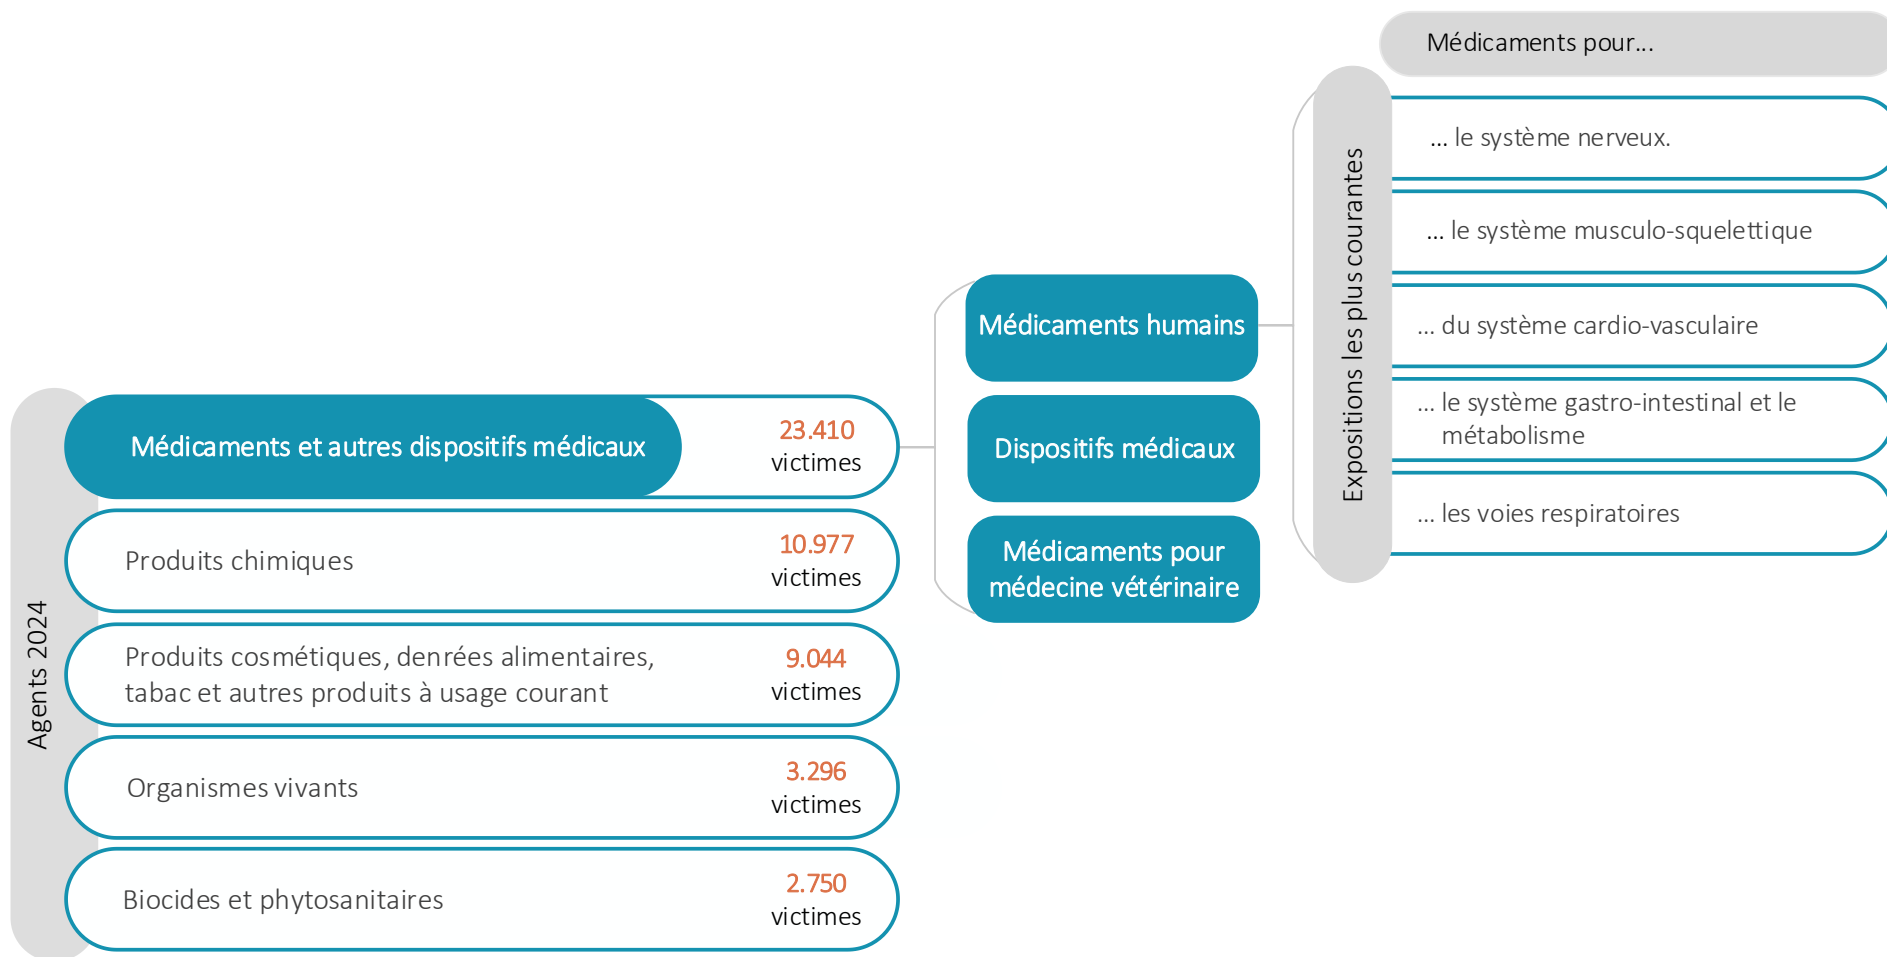 Agents 2024
Médicaments et autres dispositifs médicaux
23.410
victimes
Produits chimiques
10.977
victimes
Produits cosmétiques, denrées alimentaires,
tabac et autres produits à usage courant
9.044
victimes
Organismes vivants
3.296
victimes
Biocides et phytosanitaires
2.750
victimes
Médicaments humains
Dispositifs médicaux
Médicaments pour
médecine vétérinaire
Expositions les plus courantes
Médicaments pour...
... le système nerveux.
... le système musculo-squelettique
... du système cardio-vasculaire
... le système gastro-intestinal et le
métabolisme
... les voies respiratoires